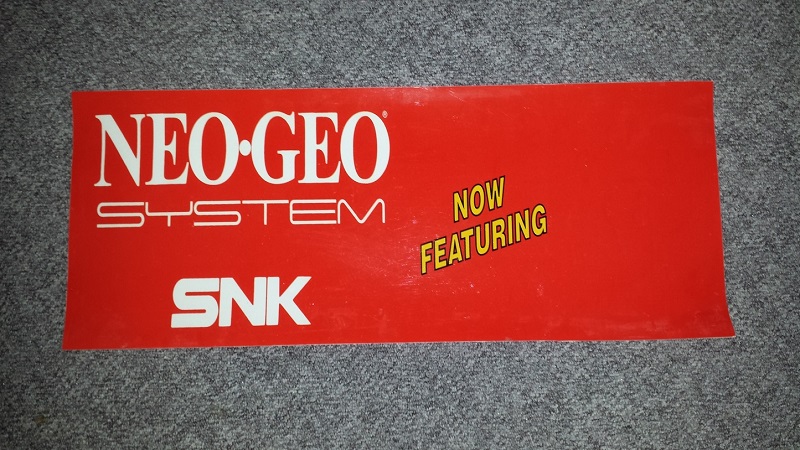 NEO•GEO®
SYSTEM
SNK
NOW
FEATURING